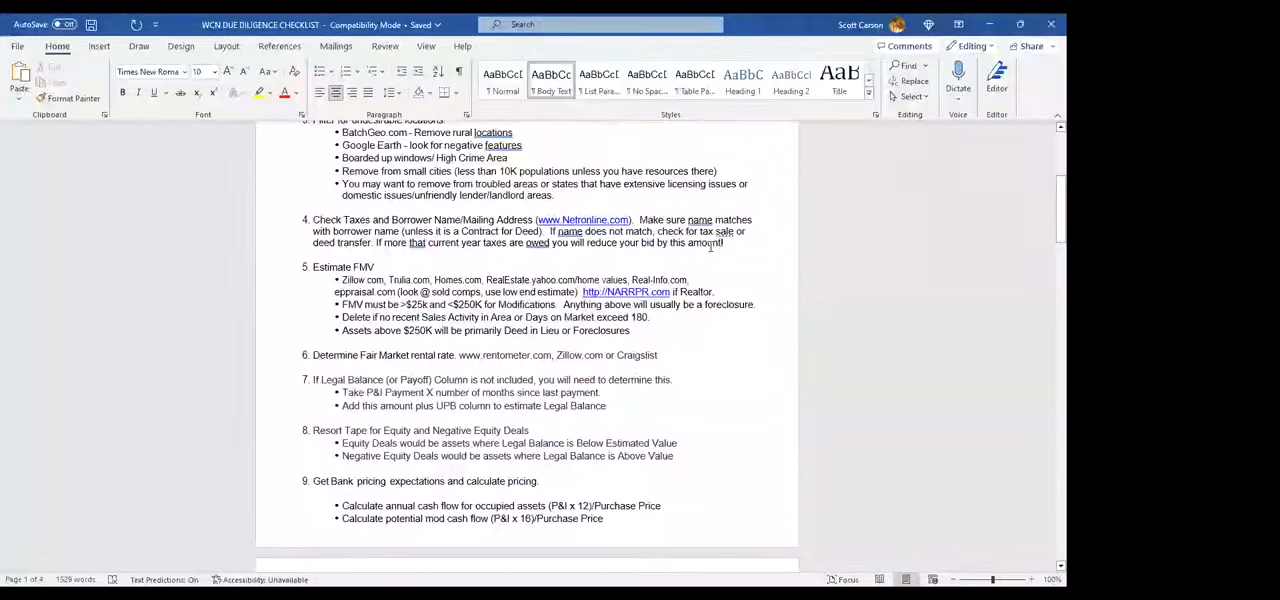 AutoSave Off WCN DUE DILIGENCE CHECKLIST - Compatibility Mode • Saved Search Scott Carson
File Home Insert Draw Design Layout References Mailings Review View Help Comments Editing Share
Paste Cut Copy Format Painter
Times New Roma 10
AaBbCcI AaBbCc AaBbCcI AaBbCcI AaBbCcI AaBbC AaBbCcI AaB
¶ Normal ¶ Body Text ¶ List Para... ¶ No Spac... ¶ Table Pa... Heading 1 Heading 2 Title
Find Replace Select Dictate Editor
Clipboard Font Paragraph Styles Editing Voice Editor
3. Filter for undesirable locations.
• BatchGeo.com - Remove rural locations
• Google Earth - look for negative features
• Boarded up windows/ High Crime Area
• Remove from small cities (less than 10K populations unless you have resources there)
• You may want to remove from troubled areas or states that have extensive licensing issues or
domestic issues/unfriendly lender/landlord areas.
4. Check Taxes and Borrower Name/Mailing Address (www.Netronline.com). Make sure name matches
with borrower name (unless it is a Contract for Deed). If name does not match, check for tax sale or
deed transfer. If more that current year taxes are owed you will reduce your bid by this amount!
5. Estimate FMV
• Zillow.com, Trulia.com, Homes.com, RealEstate.yahoo.com/home values, Real-Info.com,
eppraisal.com (look @ sold comps, use low end estimate) http://NARRPR.com if Realtor.
• FMV must be >$25k and <$250K for Modifications. Anything above will usually be a foreclosure.
• Delete if no recent Sales Activity in Area or Days on Market exceed 180.
• Assets above $250K will be primarily Deed in Lieu or Foreclosures
6. Determine Fair Market rental rate. www.rentometer.com, Zillow.com or Craigslist
7. If Legal Balance (or Payoff) Column is not included, you will need to determine this.
• Take P&I Payment X number of months since last payment.
• Add this amount plus UPB column to estimate Legal Balance
8. Resort Tape for Equity and Negative Equity Deals
• Equity Deals would be assets where Legal Balance is Below Estimated Value
• Negative Equity Deals would be assets where Legal Balance is Above Value
9. Get Bank pricing expectations and calculate pricing.
• Calculate annual cash flow for occupied assets (P&I x 12)/Purchase Price
• Calculate potential mod cash flow (P&I x 16)/Purchase Price
Page 1 of 4 1529 words Text Predictions: On Accessibility: Unavailable Focus 100%